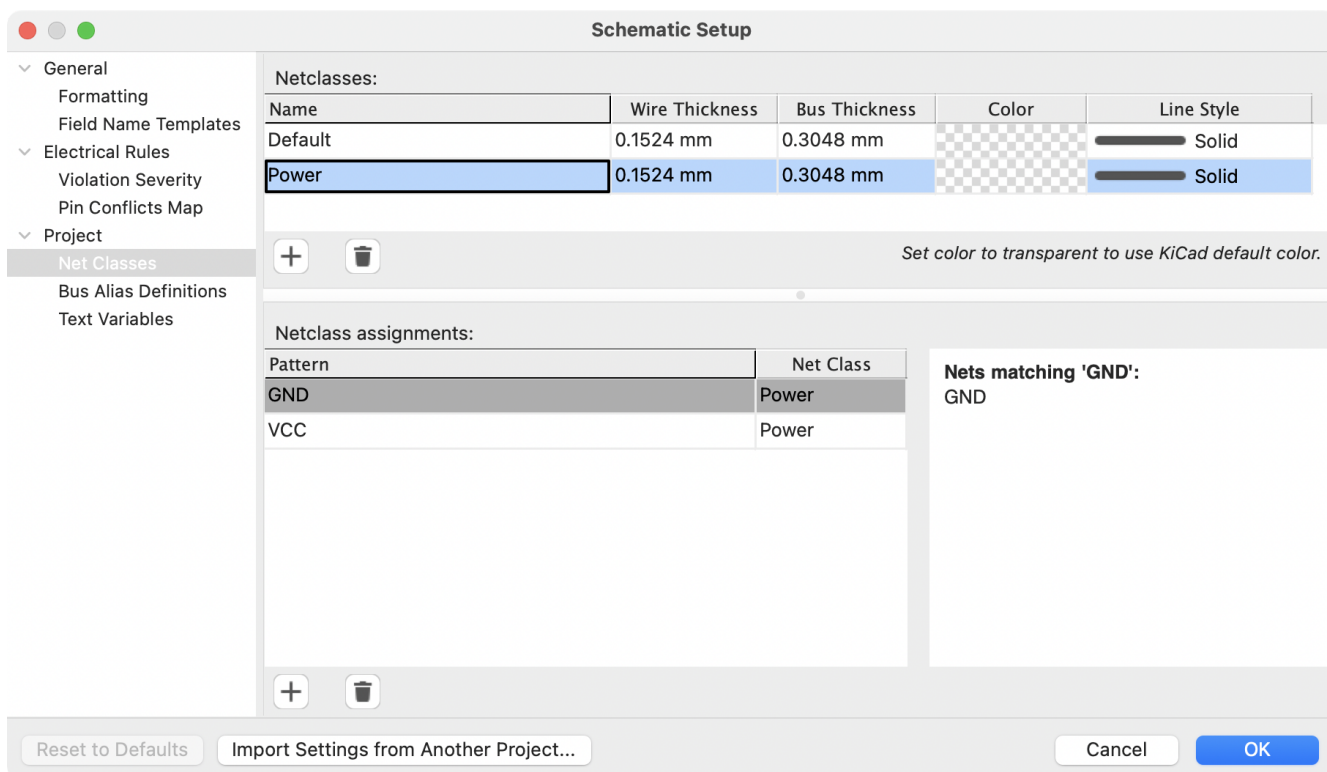 Schematic Setup
General
Formatting
Field Name Templates
Electrical Rules
Violation Severity
Pin Conflicts Map
Project
Net Classes
Bus Alias Definitions
Text Variables
Netclasses:
Name Wire Thickness Bus Thickness Color Line Style
Default 0.1524 mm 0.3048 mm Solid
Power 0.1524 mm 0.3048 mm Solid
Set color to transparent to use KiCad default color.
Netclass assignments:
Pattern Net Class
GND Power
VCC Power
Nets matching 'GND':
GND
Reset to Defaults Import Settings from Another Project... Cancel OK